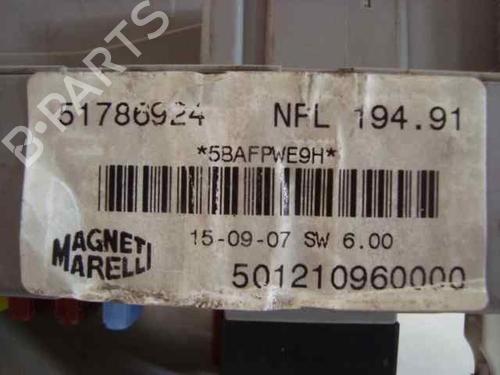 B-PARTS
51786924 NFL 194.91
*5BAFPWE9H*
MAGNETI
MARELLI
15-09-07 SW 6.00
501210960000